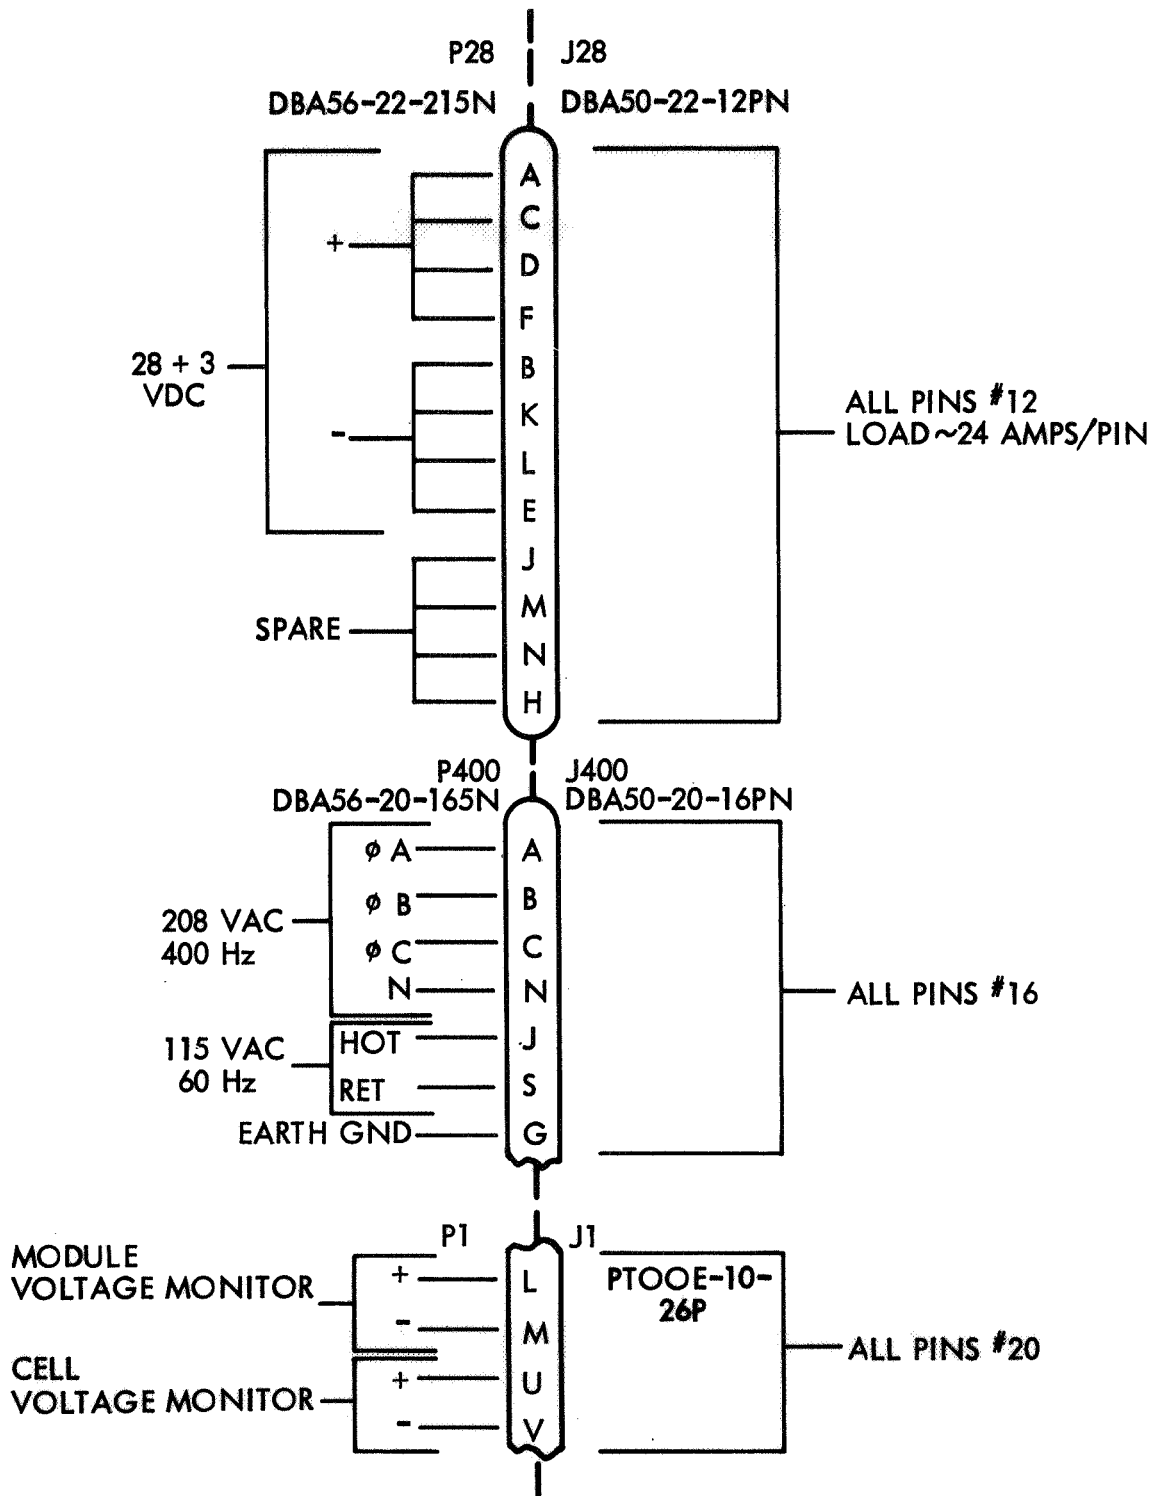 P28 J28
DBA56-22-215N DBA50-22-12PN
A
C
+
D
F
28 + 3
VDC
B
K
-
L
E
ALL PINS #12
LOAD~24 AMPS/PIN
J
M
SPARE
N
H
P400 J400
DBA56-20-165N DBA50-20-16PN
φ A A
φ B B
208 VAC
400 Hz
φ C C
N N
ALL PINS #16
115 VAC
60 Hz
HOT J
RET S
EARTH GND G
P1 J1
MODULE
VOLTAGE MONITOR
+ L
- M
PTOOE-10-
26P
ALL PINS #20
CELL
VOLTAGE MONITOR
+ U
- V